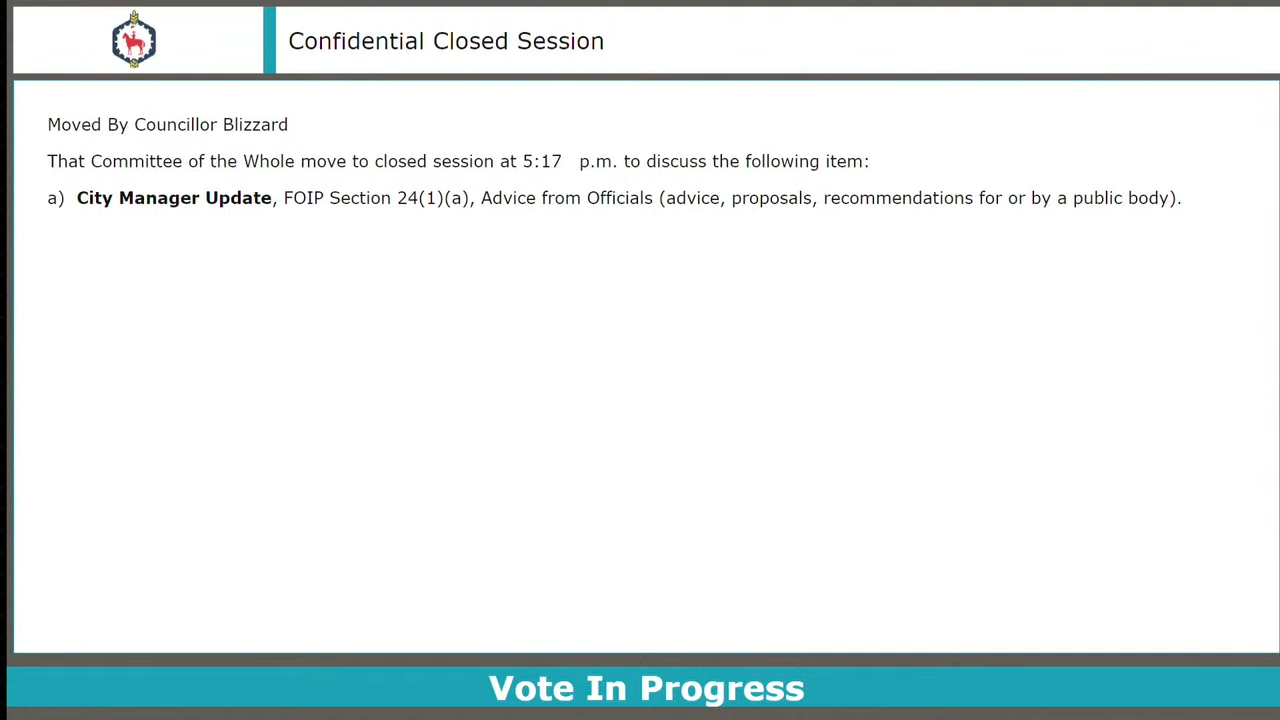 Confidential Closed Session
Moved By Councillor Blizzard
That Committee of the Whole move to closed session at 5:17 p.m. to discuss the following item:
a) City Manager Update, FOIP Section 24(1)(a), Advice from Officials (advice, proposals, recommendations for or by a public body).
Vote In Progress